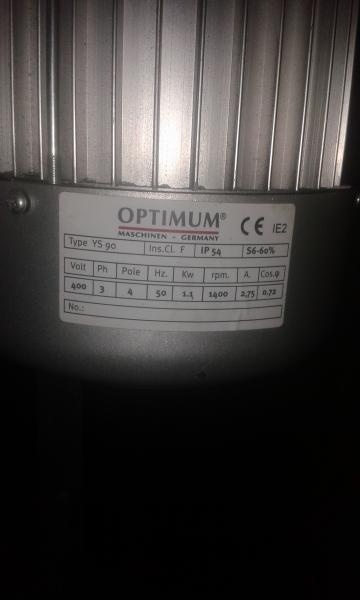 OPTIMUM®
MASCHINEN - GERMANY
CE IE2
Type YS 90 Ins.Cl. F IP 54 S6-60%
Volt Ph Pole Hz. Kw rpm. A. Cos.φ
400 3 4 50 1.1 1400 2,75 0.72
No.: